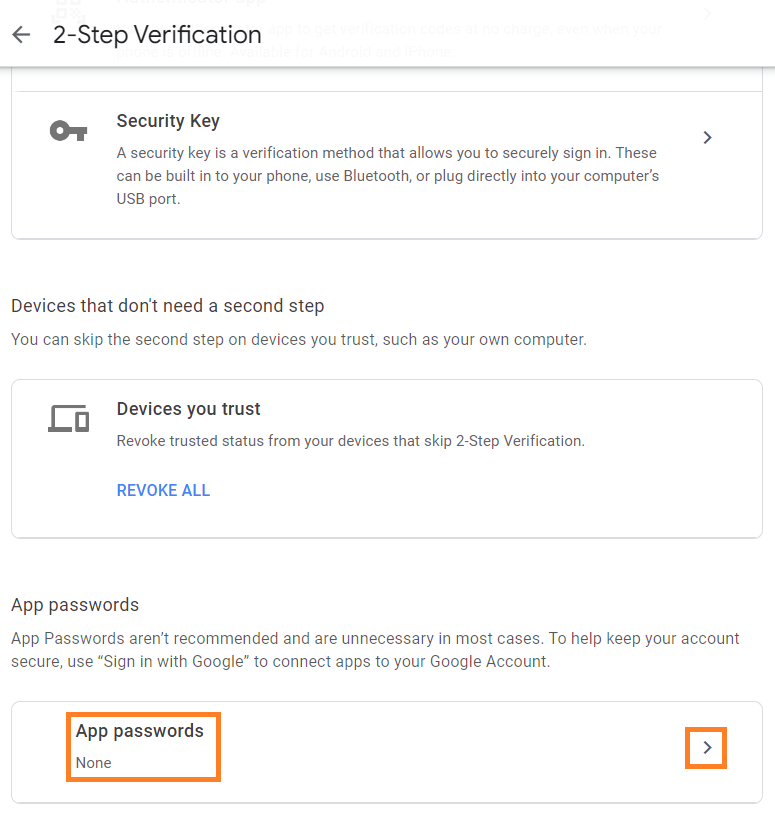 2-Step Verification
Security Key
A security key is a verification method that allows you to securely sign in. These
can be built in to your phone, use Bluetooth, or plug directly into your computer’s
USB port.
Devices that don't need a second step
You can skip the second step on devices you trust, such as your own computer.
Devices you trust
Revoke trusted status from your devices that skip 2-Step Verification.
REVOKE ALL
App passwords
App Passwords aren’t recommended and are unnecessary in most cases. To help keep your account
secure, use “Sign in with Google” to connect apps to your Google Account.
App passwords
None